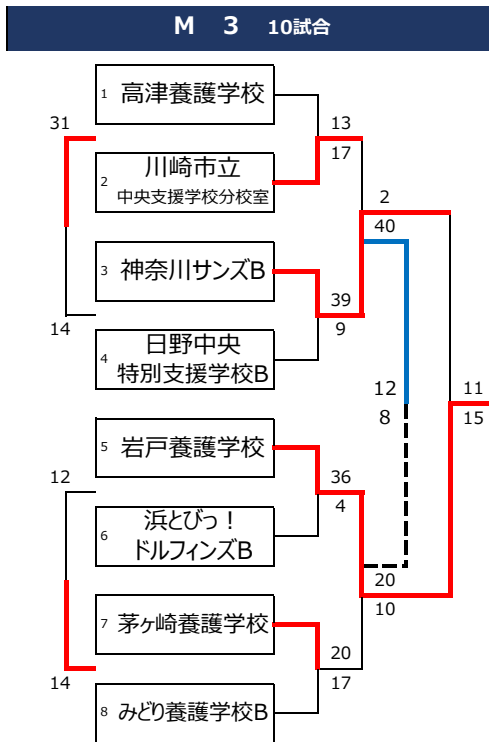 M 3 10試合
1 高津養護学校
31
13
17
2 川崎市立
中央支援学校分校室
2
40
3 神奈川サンズB
39
9
14
4 日野中央
特別支援学校B
12
8
11
15
5 岩戸養護学校
12
36
4
6 浜とびっ！
ドルフィンズB
20
10
7 茅ヶ崎養護学校
20
17
14
8 みどり養護学校B